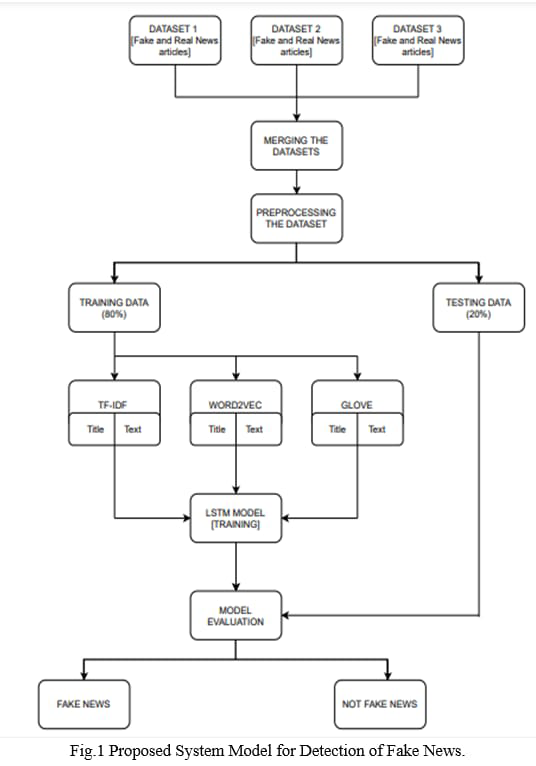 DATASET 1
[Fake and Real News
articles]
DATASET 2
[Fake and Real News
articles]
DATASET 3
[Fake and Real News
articles]
MERGING THE
DATASETS
PREPROCESSING
THE DATASET
TRAINING DATA
(80%)
TESTING DATA
(20%)
TF-IDF
Title Text
WORD2VEC
Title Text
GLOVE
Title Text
LSTM MODEL
[TRAINING]
MODEL
EVALUATION
FAKE NEWS
NOT FAKE NEWS
Fig.1 Proposed System Model for Detection of Fake News.